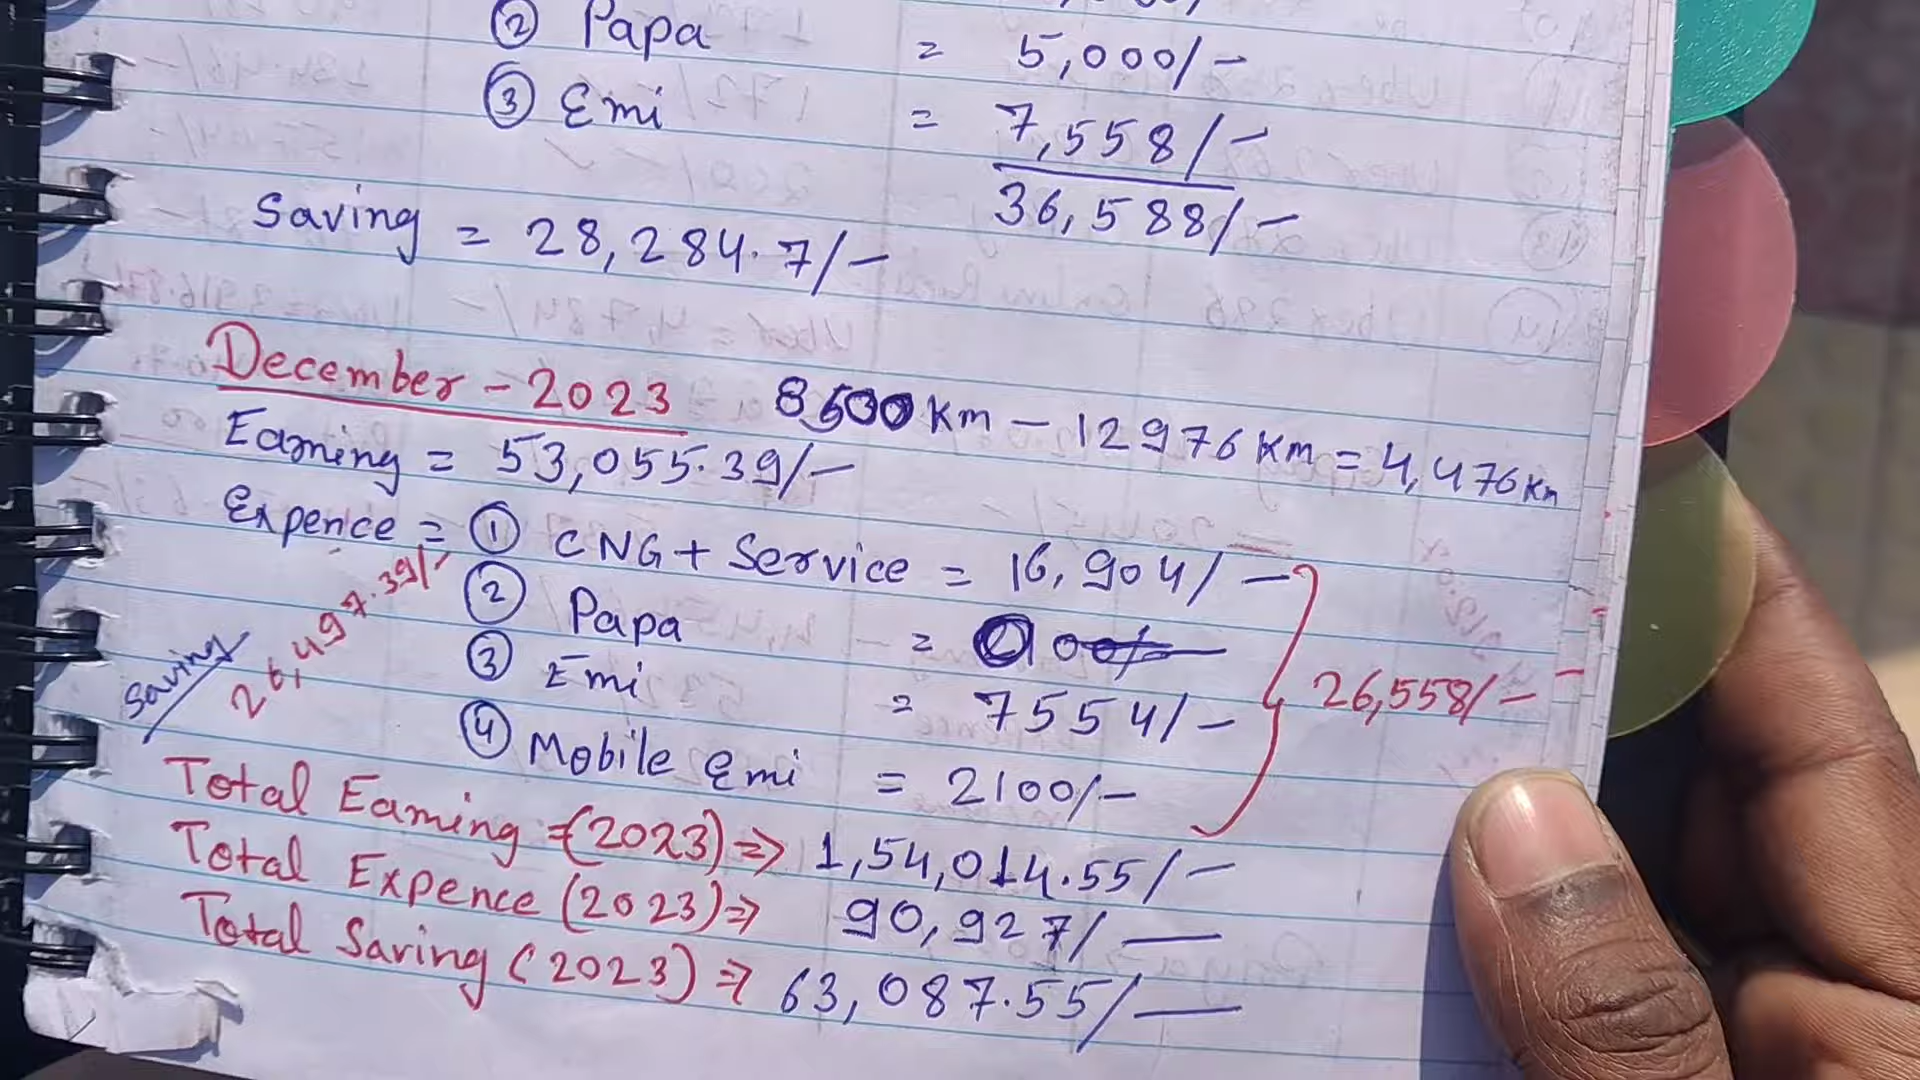 ② Papa = 5,000/-
③ Emi = 7,558/-
36,588/-
Saving = 28,284.7/-
December - 2023 8500 Km - 12976 Km = 4,476 Km
Earning = 53,055.39/-
Expence = ① CNG + Service = 16,904/-
② Papa = 0
③ Emi = 7554/-
④ Mobile Emi = 2100/-
26,558/-
Saving 26,497.39/-
Total Earning =(2023) => 1,54,014.55/-
Total Expence (2023) => 90,927/-
Total Saving (2023) => 63,087.55/-